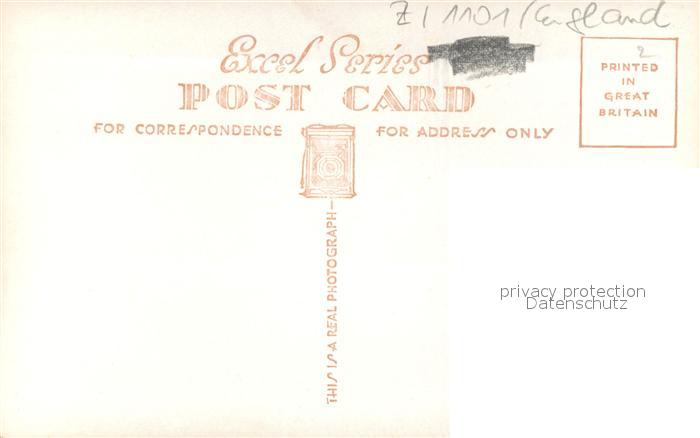 Z/1101/England
Excel Series
POST CARD
FOR CORRESPONDENCE
FOR ADDRESS ONLY
2
PRINTED
IN
GREAT
BRITAIN
THIS IS A REAL PHOTOGRAPH
privacy protection
Datenschutz